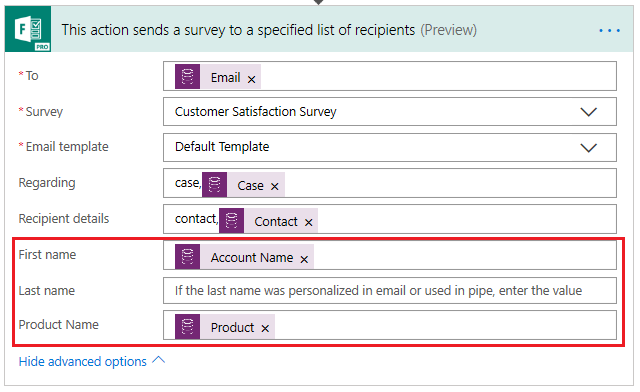 This action sends a survey to a specified list of recipients (Preview) ...
F
PRO
* To Email ×
* Survey Customer Satisfaction Survey
* Email template Default Template
Regarding case, Case ×
Recipient details contact, Contact ×
First name Account Name ×
Last name If the last name was personalized in email or used in pipe, enter the value
Product Name Product ×
Hide advanced options